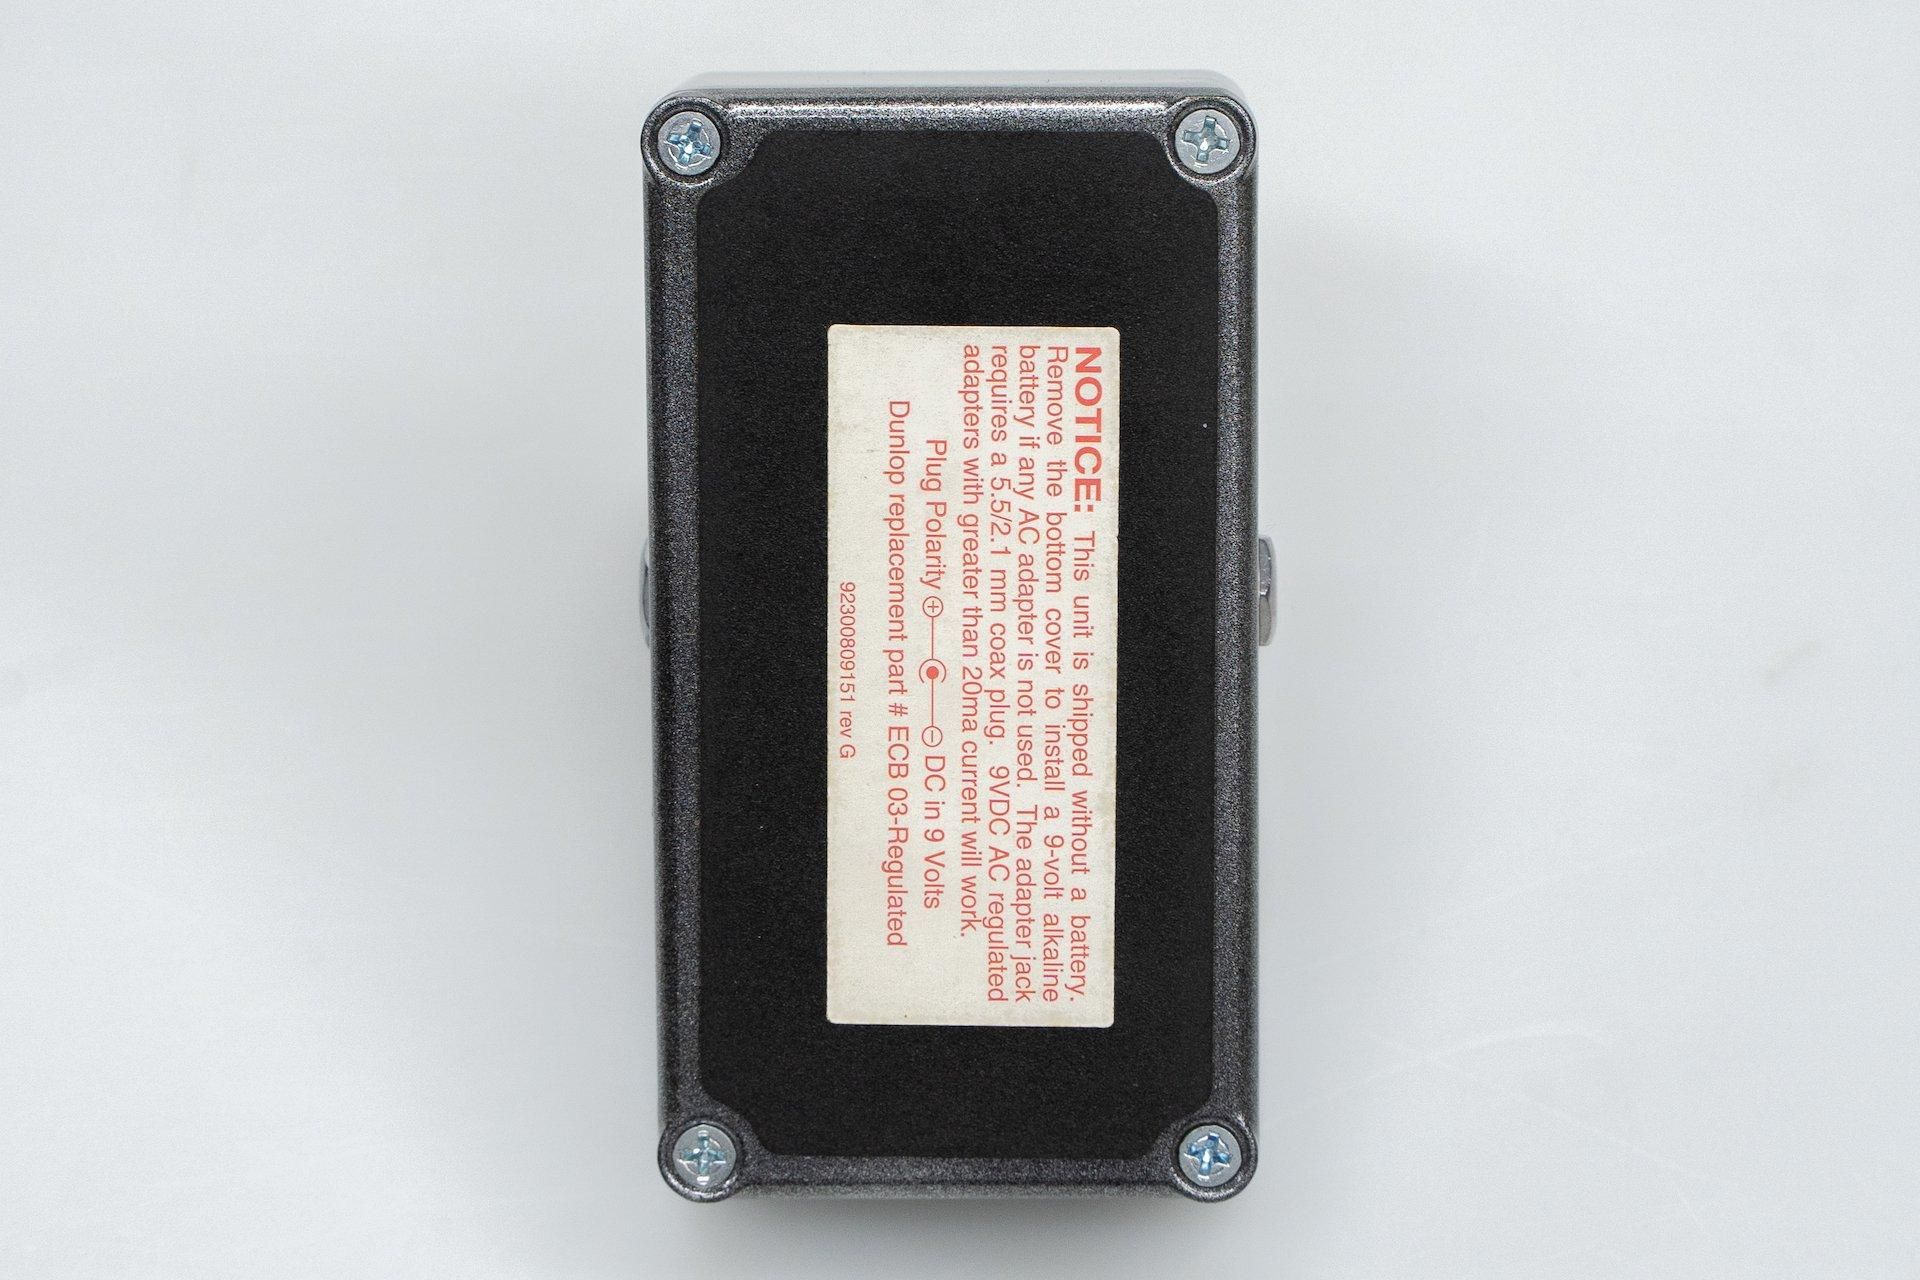 NOTICE: This unit is shipped without a battery.
Remove the bottom cover to install a 9-volt alkaline
battery if any AC adapter is not used. The adapter jack
requires a 5.5/2.1 mm coax plug. 9VDC AC regulated
adapters with greater than 20ma current will work.
Plug Polarity + - DC in 9 Volts
Dunlop replacement part # ECB 03-Regulated
92300809151 rev G